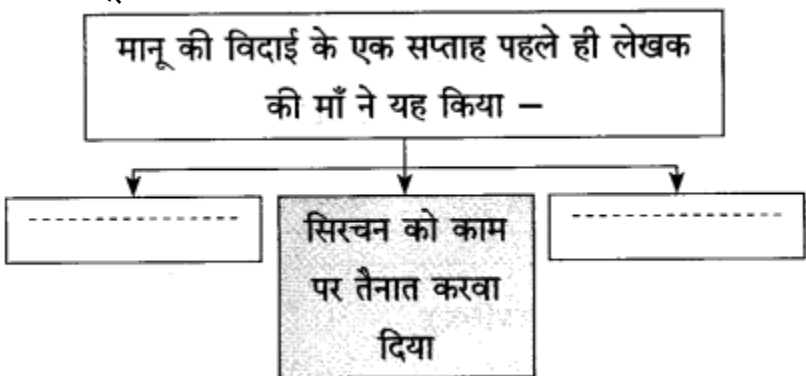 मानू की विदाई के एक सप्ताह पहले ही लेखक
की माँ ने यह किया –
--------------------
सिरचन को काम
पर तैनात करवा
दिया
--------------------